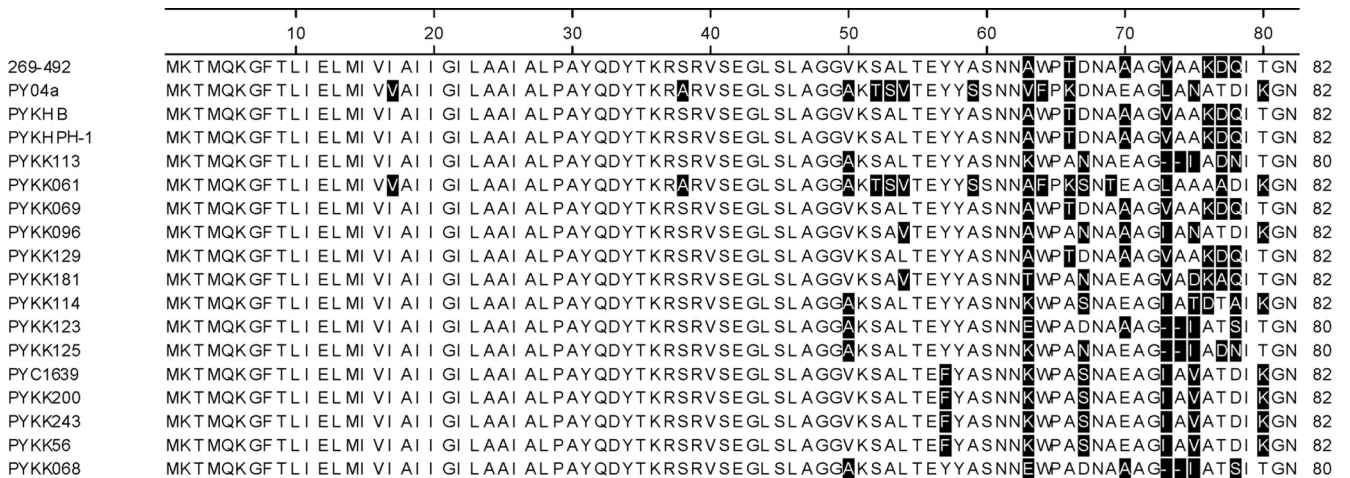 10 20 30 40 50 60 70 80
269-492 MKTMQKGFTLIELMIVIAIIGILAAIALPAYQDYTKRSRVSEGLSLAGGVKSALTEYYASNNAWPTDNAAAGVAAKDQITGN 82
PY04a MKTMQKGFTLIELMIVVAIIGILAAIALPAYQDYTKRARVSEGLSLAGGAKTSVTEYYSSNNVFPKDNAEAGLANATDIKGN 82
PYKHB MKTMQKGFTLIELMIVIAIIGILAAIALPAYQDYTKRSRVSEGLSLAGGVKSALTEYYASNNAWPTDNAAAGVAAKDQITGN 82
PYKHPH-1 MKTMQKGFTLIELMIVIAIIGILAAIALPAYQDYTKRSRVSEGLSLAGGVKSALTEYYASNNAWPTDNAAAGVAAKDQITGN 82
PYKK113 MKTMQKGFTLIELMIVIAIIGILAAIALPAYQDYTKRSRVSEGLSLAGGAKSALTEYYASNNKWPANNAEAG--IADNITGN 80
PYKK061 MKTMQKGFTLIELMIVVAIIGILAAIALPAYQDYTKRARVSEGLSLAGGAKTSVTEYYSSNNAFPKSNTEAGLAAAADIKGN 82
PYKK069 MKTMQKGFTLIELMIVIAIIGILAAIALPAYQDYTKRSRVSEGLSLAGGVKSALTEYYASNNAWPTDNAAAGVAAKDQITGN 82
PYKK096 MKTMQKGFTLIELMIVIAIIGILAAIALPAYQDYTKRSRVSEGLSLAGGVKSAVTEYYASNNAWPANNAAAGIANATDIKGN 82
PYKK129 MKTMQKGFTLIELMIVIAIIGILAAIALPAYQDYTKRSRVSEGLSLAGGVKSALTEYYASNNAWPTDNAAAGVAAKDQITGN 82
PYKK181 MKTMQKGFTLIELMIVIAIIGILAAIALPAYQDYTKRSRVSEGLSLAGGVKSAVTEYYASNNTWPANNAEAGVADKAQITGN 82
PYKK114 MKTMQKGFTLIELMIVIAIIGILAAIALPAYQDYTKRSRVSEGLSLAGGAKSALTEYYASNNKWPASNAEAGIATDTAIKGN 82
PYKK123 MKTMQKGFTLIELMIVIAIIGILAAIALPAYQDYTKRSRVSEGLSLAGGAKSALTEYYASNNEWPADNAAAG--IATSITGN 80
PYKK125 MKTMQKGFTLIELMIVIAIIGILAAIALPAYQDYTKRSRVSEGLSLAGGAKSALTEYYASNNKWPANNAEAG--IADNITGN 80
PYC1639 MKTMQKGFTLIELMIVIAIIGILAAIALPAYQDYTKRSRVSEGLSLAGGVKSALTEFYASNNKWPASNAEAGIAVATDIKGN 82
PYKK200 MKTMQKGFTLIELMIVIAIIGILAAIALPAYQDYTKRSRVSEGLSLAGGVKSALTEFYASNNKWPASNAEAGIAVATDIKGN 82
PYKK243 MKTMQKGFTLIELMIVIAIIGILAAIALPAYQDYTKRSRVSEGLSLAGGVKSALTEFYASNNKWPASNAEAGIAVATDIKGN 82
PYKK56 MKTMQKGFTLIELMIVIAIIGILAAIALPAYQDYTKRSRVSEGLSLAGGVKSALTEFYASNNKWPASNAEAGIAVATDIKGN 82
PYKK068 MKTMQKGFTLIELMIVIAIIGILAAIALPAYQDYTKRSRVSEGLSLAGGAKSALTEYYASNNEWPADNAAAG--IATSITGN 80